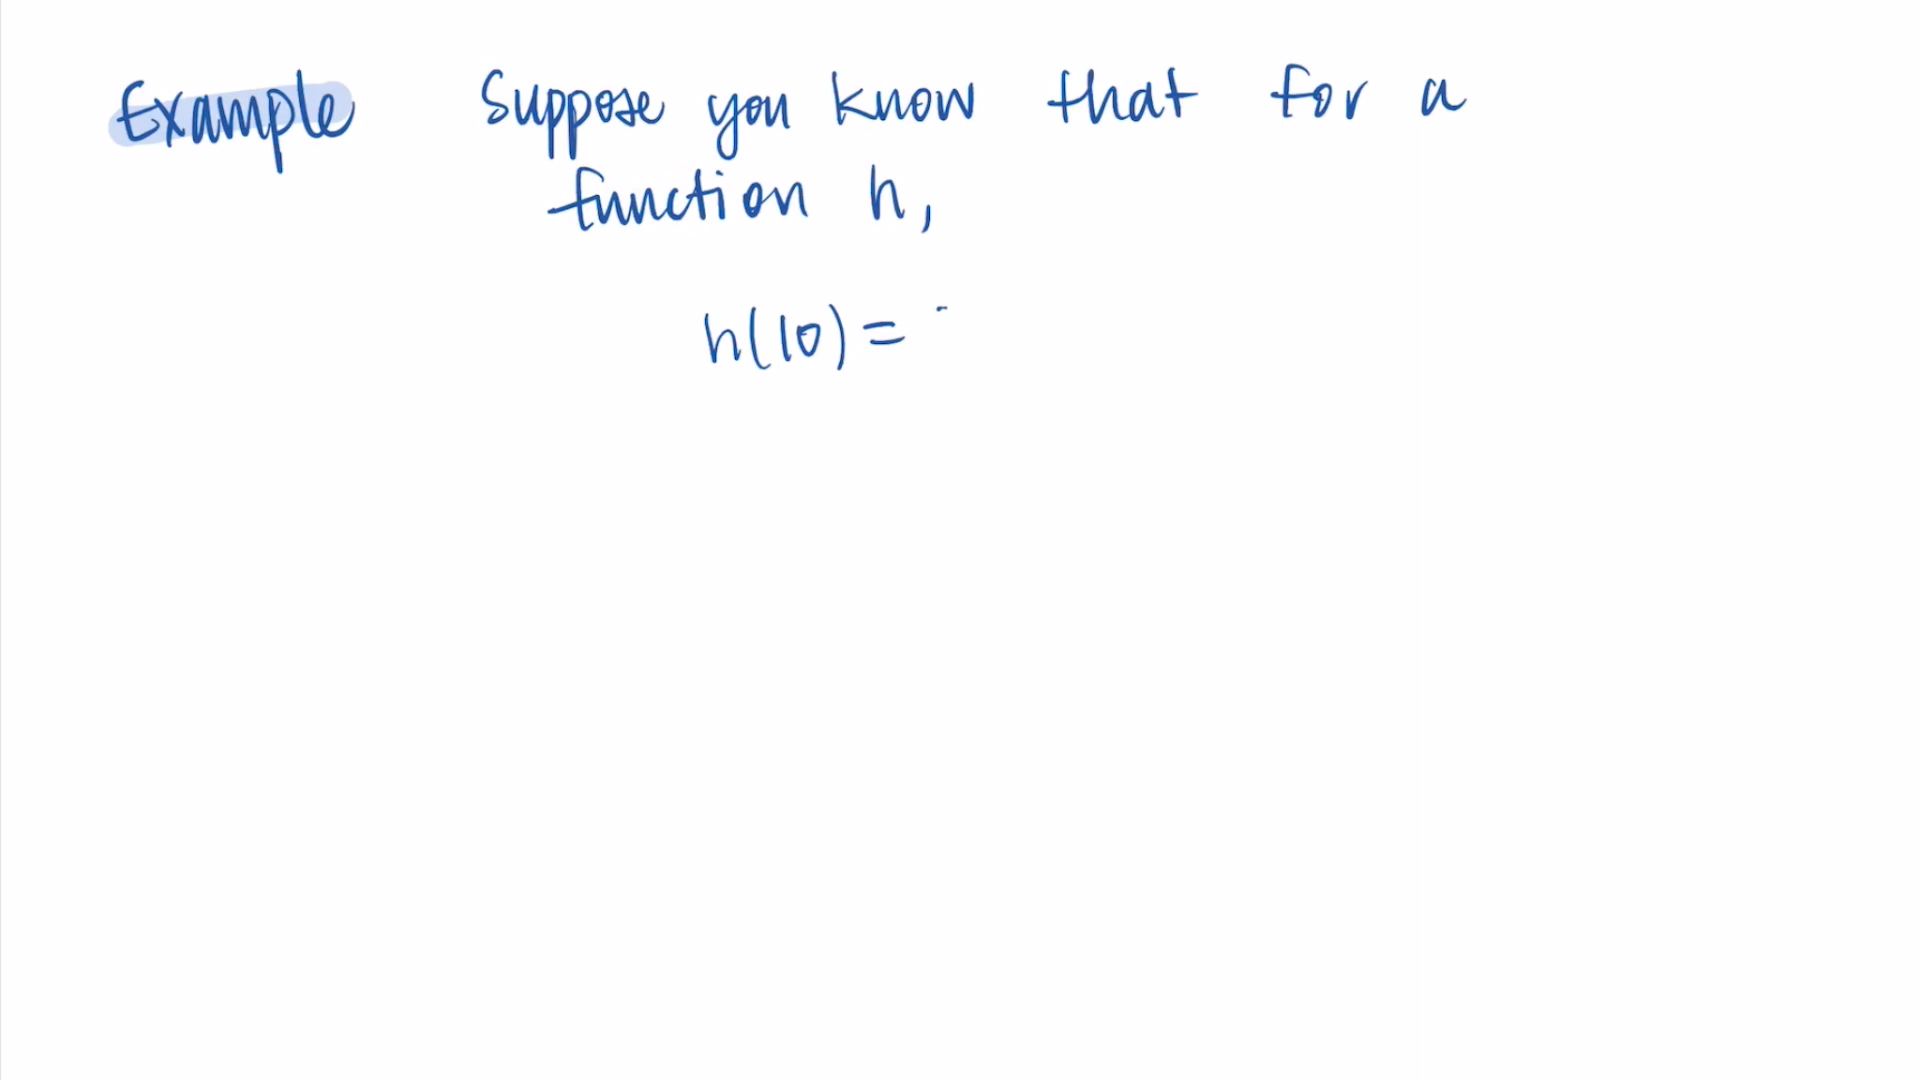 Example Suppose you know that for a
function h,
h(10) =